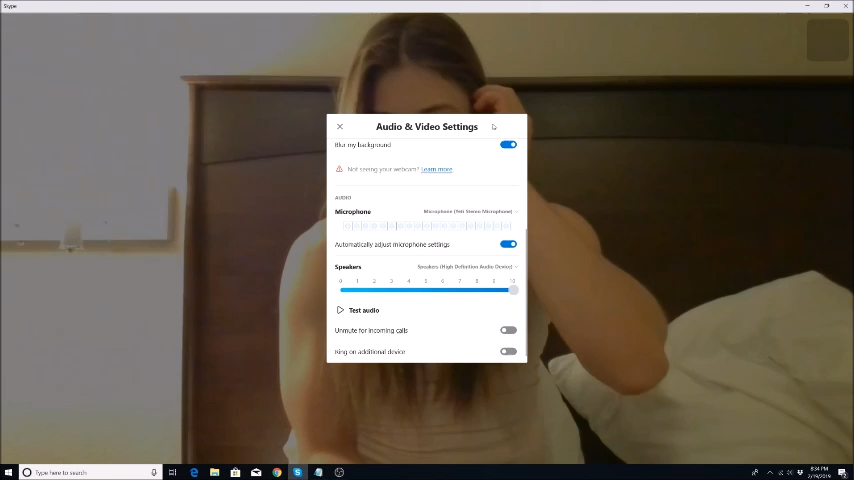 Skype
Audio & Video Settings
Blur my background
Not seeing your webcam? Learn more
AUDIO
Microphone
Microphone (Yeti Stereo Microphone)
Automatically adjust microphone settings
Speakers
Speakers (High Definition Audio Device)
0 1 2 3 4 5 6 7 8 9 10
Test audio
Unmute for incoming calls
Ring on additional device
Type here to search
8:34 PM
2/19/2019